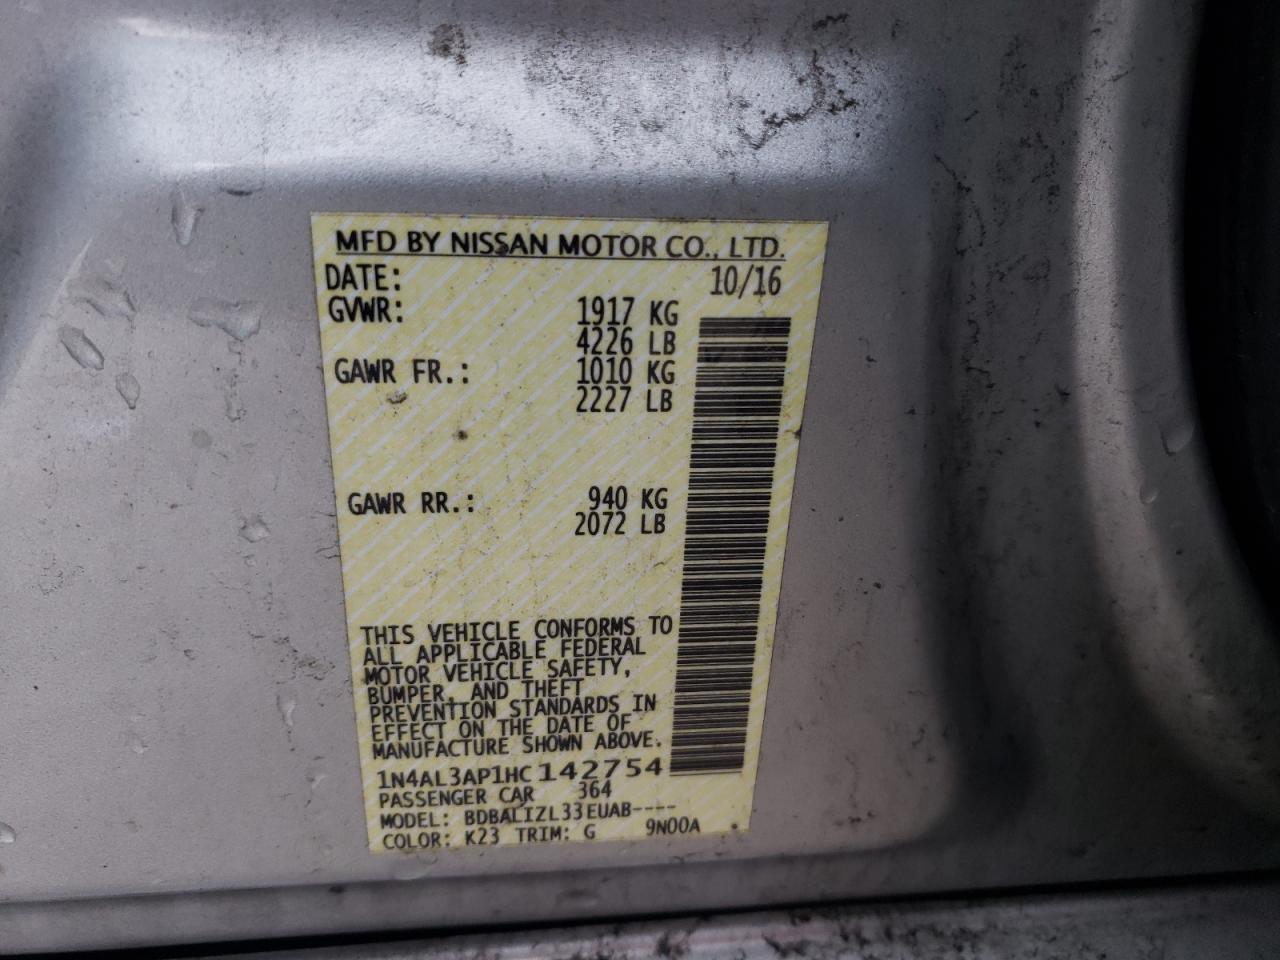 MFD BY NISSAN MOTOR CO., LTD.
DATE: 10/16
GVWR: 1917 KG
4226 LB
GAWR FR.: 1010 KG
2227 LB
GAWR RR.: 940 KG
2072 LB
THIS VEHICLE CONFORMS TO
ALL APPLICABLE FEDERAL
MOTOR VEHICLE SAFETY,
BUMPER, AND THEFT
PREVENTION STANDARDS IN
EFFECT ON THE DATE OF
MANUFACTURE SHOWN ABOVE.
1N4AL3AP1HC142754
PASSENGER CAR 364
MODEL: BDBALIZL33EUAB----
COLOR: K23 TRIM: G 9N00A